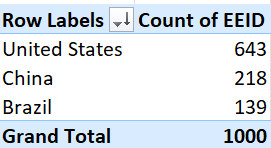 Row Labels Count of EEID
United States 643
China 218
Brazil 139
Grand Total 1000